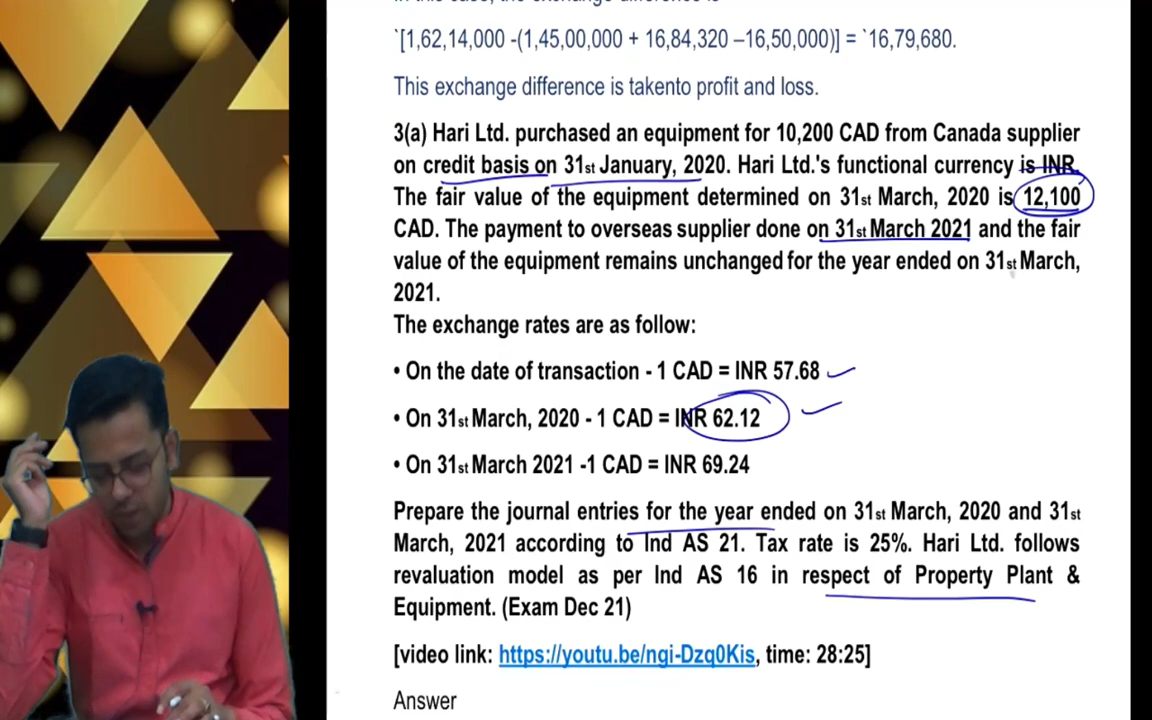 In this case, the exchange difference is
`[1,62,14,000 -(1,45,00,000 + 16,84,320 –16,50,000)] = `16,79,680.
This exchange difference is takento profit and loss.
3(a) Hari Ltd. purchased an equipment for 10,200 CAD from Canada supplier
on credit basis on 31st January, 2020. Hari Ltd.'s functional currency is INR.
The fair value of the equipment determined on 31st March, 2020 is 12,100
CAD. The payment to overseas supplier done on 31st March 2021 and the fair
value of the equipment remains unchanged for the year ended on 31st March,
2021.
The exchange rates are as follow:
• On the date of transaction - 1 CAD = INR 57.68
• On 31st March, 2020 - 1 CAD = INR 62.12
• On 31st March 2021 -1 CAD = INR 69.24
Prepare the journal entries for the year ended on 31st March, 2020 and 31st
March, 2021 according to Ind AS 21. Tax rate is 25%. Hari Ltd. follows
revaluation model as per Ind AS 16 in respect of Property Plant &
Equipment. (Exam Dec 21)
[video link: https://youtu.be/ngi-Dzq0Kis, time: 28:25]
Answer